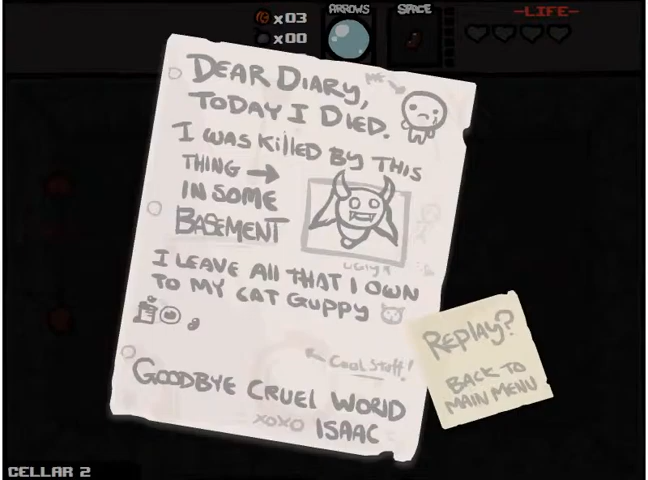 x03
x00
ARROWS
SPACE
-LIFE-
DEAR DIARY,
TODAY I DIED.
ME
I WAS KILLED BY THIS
THING →
IN SOME
BASEMENT
UGLY
I LEAVE ALL THAT I OWN
TO MY CAT GUPPY
COOL STUFF!
GOODBYE CRUEL WORLD
XOXO ISAAC
REPLAY?
BACK TO
MAIN MENU
CELLAR 2